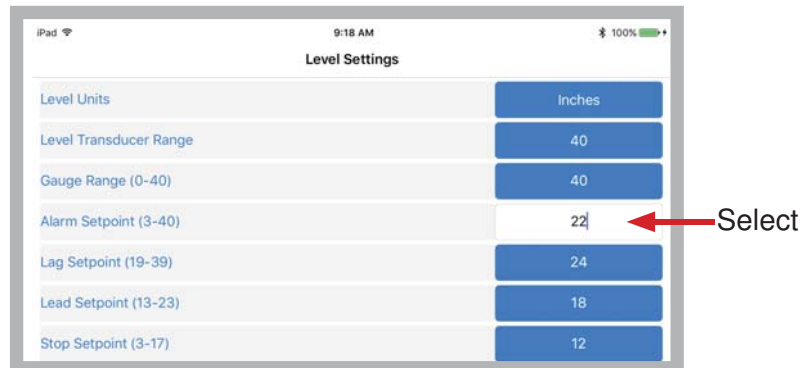 iPad 9:18 AM 100%
Level Settings
Level Units Inches
Level Transducer Range 40
Gauge Range (0-40) 40
Alarm Setpoint (3-40) 22
Select
Lag Setpoint (19-39) 24
Lead Setpoint (13-23) 18
Stop Setpoint (3-17) 12